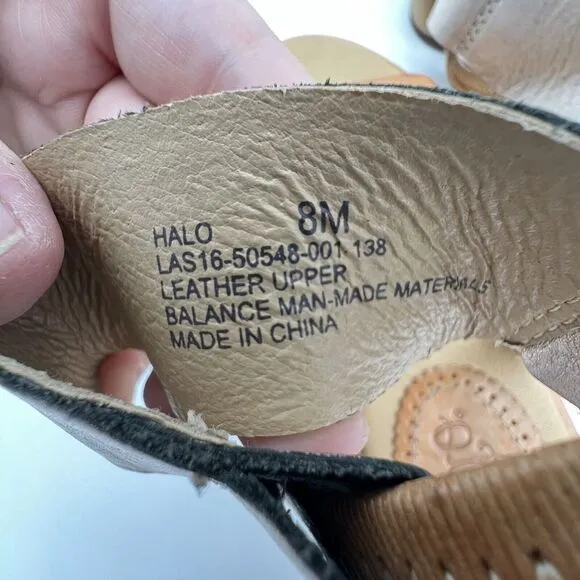 HALO 8M
LAS16-50548-001 138
LEATHER UPPER
BALANCE MAN-MADE MATERIALS
MADE IN CHINA